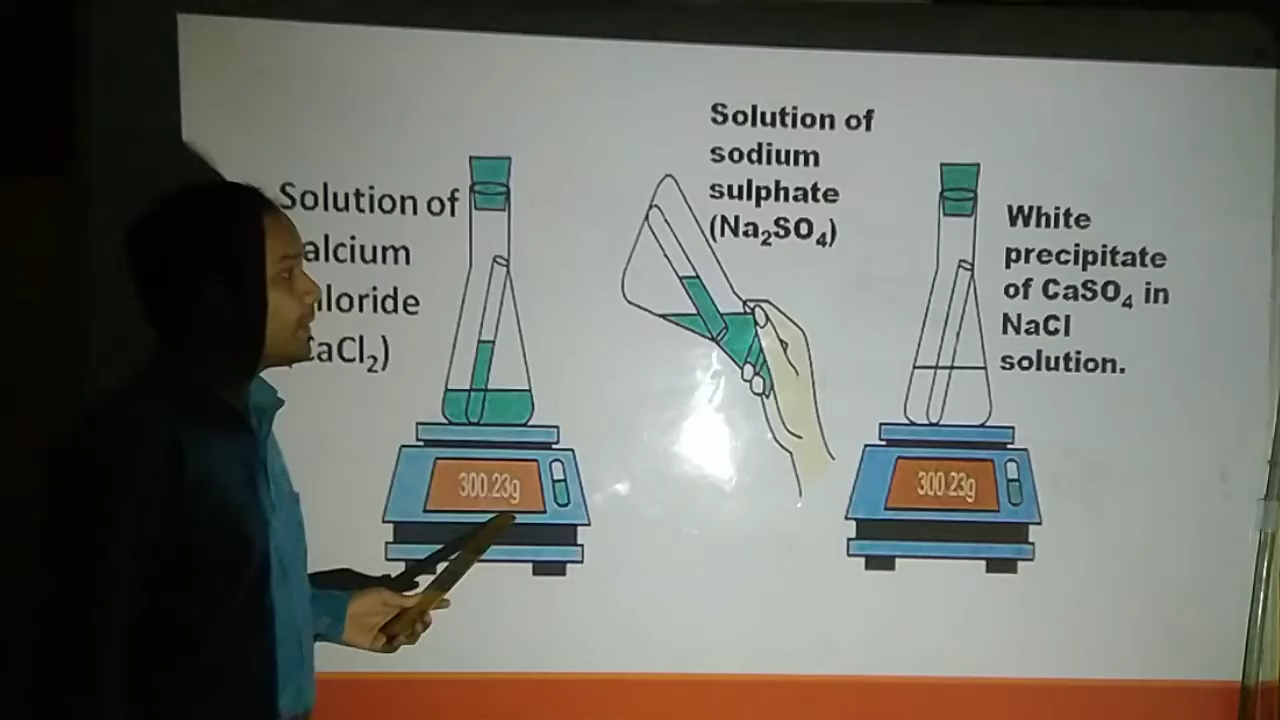 Solution of
alcium
hloride
aCl₂)
300.23g
Solution of
sodium
sulphate
(Na₂SO₄)
White
precipitate
of CaSO₄ in
NaCl
solution.
300.23g